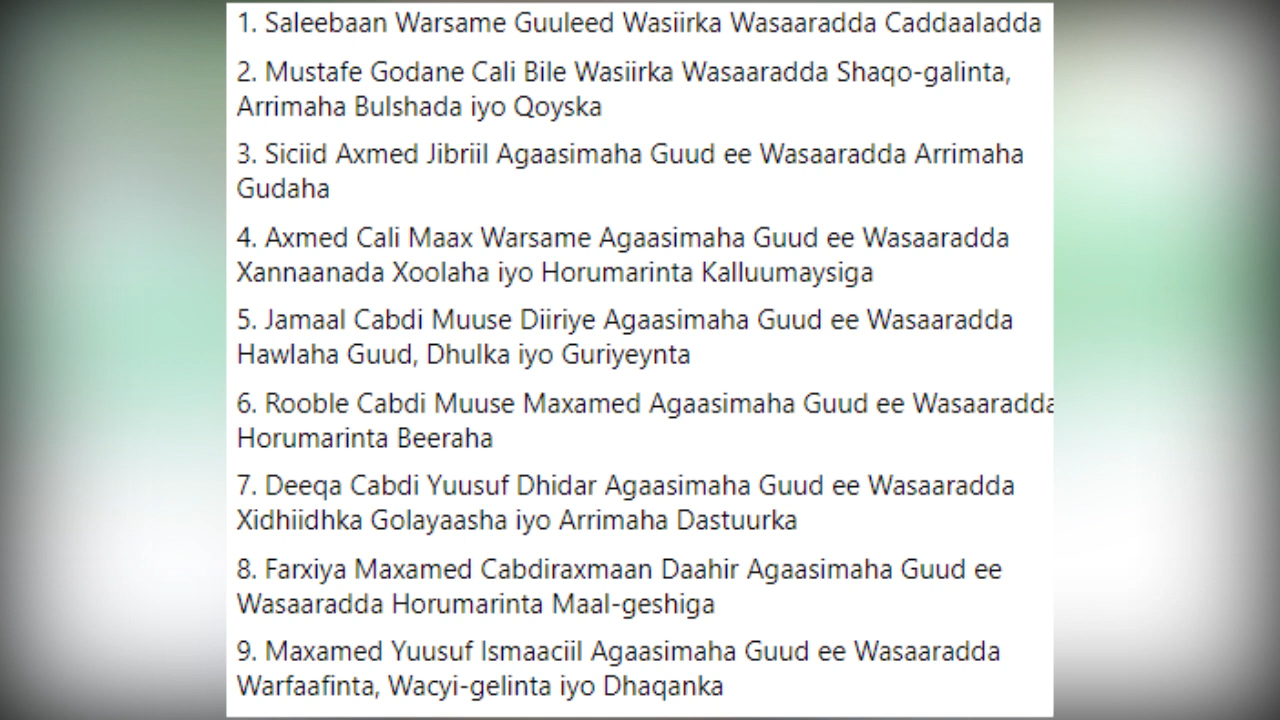 1. Saleebaan Warsame Guuleed Wasiirka Wasaaradda Caddaaladda
2. Mustafe Godane Cali Bile Wasiirka Wasaaradda Shaqo-galinta,
Arrimaha Bulshada iyo Qoyska
3. Siciid Axmed Jibriil Agaasimaha Guud ee Wasaaradda Arrimaha
Gudaha
4. Axmed Cali Maax Warsame Agaasimaha Guud ee Wasaaradda
Xannaanada Xoolaha iyo Horumarinta Kalluumaysiga
5. Jamaal Cabdi Muuse Diiriye Agaasimaha Guud ee Wasaaradda
Hawlaha Guud, Dhulka iyo Guriyeynta
6. Rooble Cabdi Muuse Maxamed Agaasimaha Guud ee Wasaaradda
Horumarinta Beeraha
7. Deeqa Cabdi Yuusuf Dhidar Agaasimaha Guud ee Wasaaradda
Xidhiidhka Golayaasha iyo Arrimaha Dastuurka
8. Farxiya Maxamed Cabdiraxmaan Daahir Agaasimaha Guud ee
Wasaaradda Horumarinta Maal-geshiga
9. Maxamed Yuusuf Ismaaciil Agaasimaha Guud ee Wasaaradda
Warfaafinta, Wacyi-gelinta iyo Dhaqanka